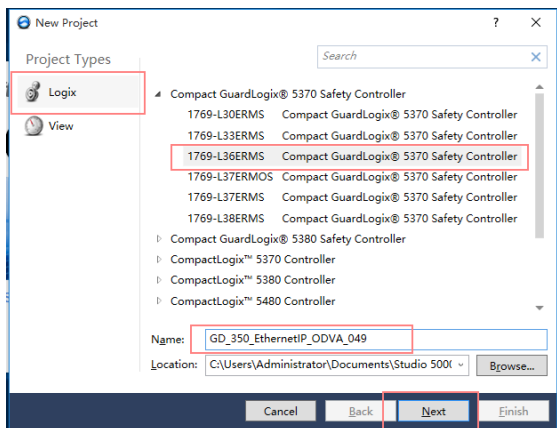 New Project
? ×
Project Types
Search
Logix
View
Compact GuardLogix® 5370 Safety Controller
1769-L30ERMS Compact GuardLogix® 5370 Safety Controller
1769-L33ERMS Compact GuardLogix® 5370 Safety Controller
1769-L36ERMS Compact GuardLogix® 5370 Safety Controller
1769-L37ERMOS Compact GuardLogix® 5370 Safety Controller
1769-L37ERMS Compact GuardLogix® 5370 Safety Controller
1769-L38ERMS Compact GuardLogix® 5370 Safety Controller
Compact GuardLogix® 5380 Safety Controller
CompactLogix™ 5370 Controller
CompactLogix™ 5380 Controller
CompactLogix™ 5480 Controller
Name: GD_350_EthernetIP_ODVA_049
Location: C:\Users\Administrator\Documents\Studio 500 Browse...
Cancel Back Next Finish